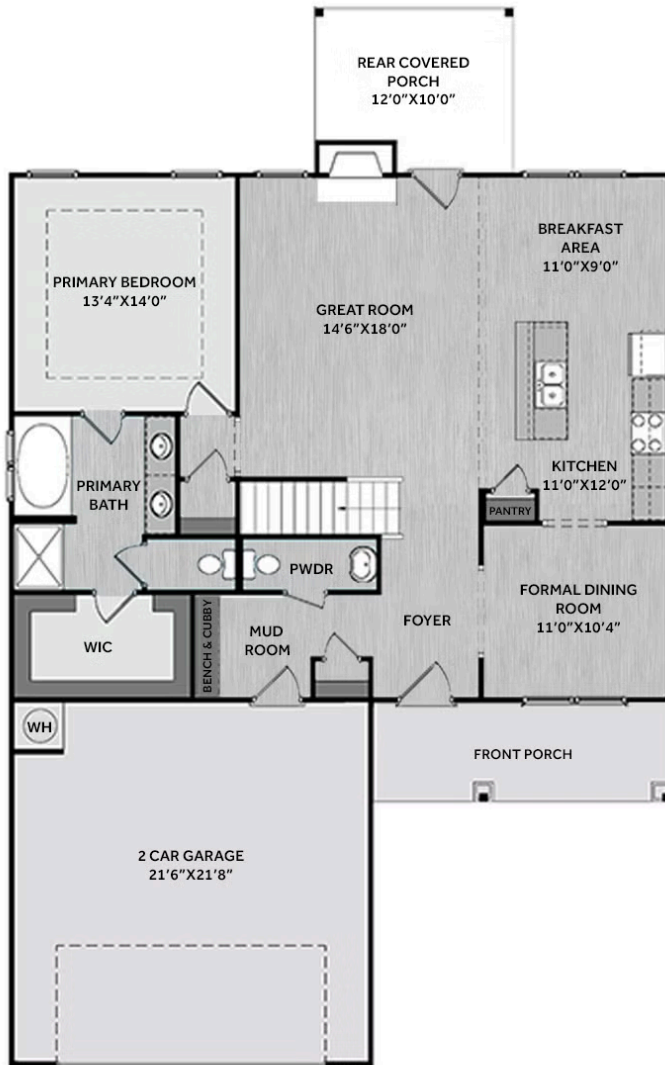 REAR COVERED
PORCH
12'0"X10'0"
BREAKFAST
AREA
11'0"X9'0"
PRIMARY BEDROOM
13'4"X14'0"
GREAT ROOM
14'6"X18'0"
PRIMARY
BATH
KITCHEN
11'0"X12'0"
PANTRY
PWDR
FORMAL DINING
ROOM
11'0"X10'4"
WIC
BENCH & CUBBY
MUD
ROOM
FOYER
WH
FRONT PORCH
2 CAR GARAGE
21'6"X21'8"